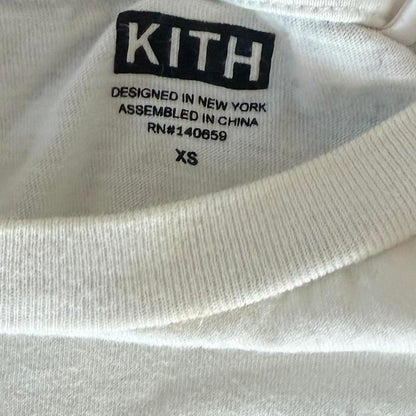 KITH
DESIGNED IN NEW YORK
ASSEMBLED IN CHINA
RN#140659
XS